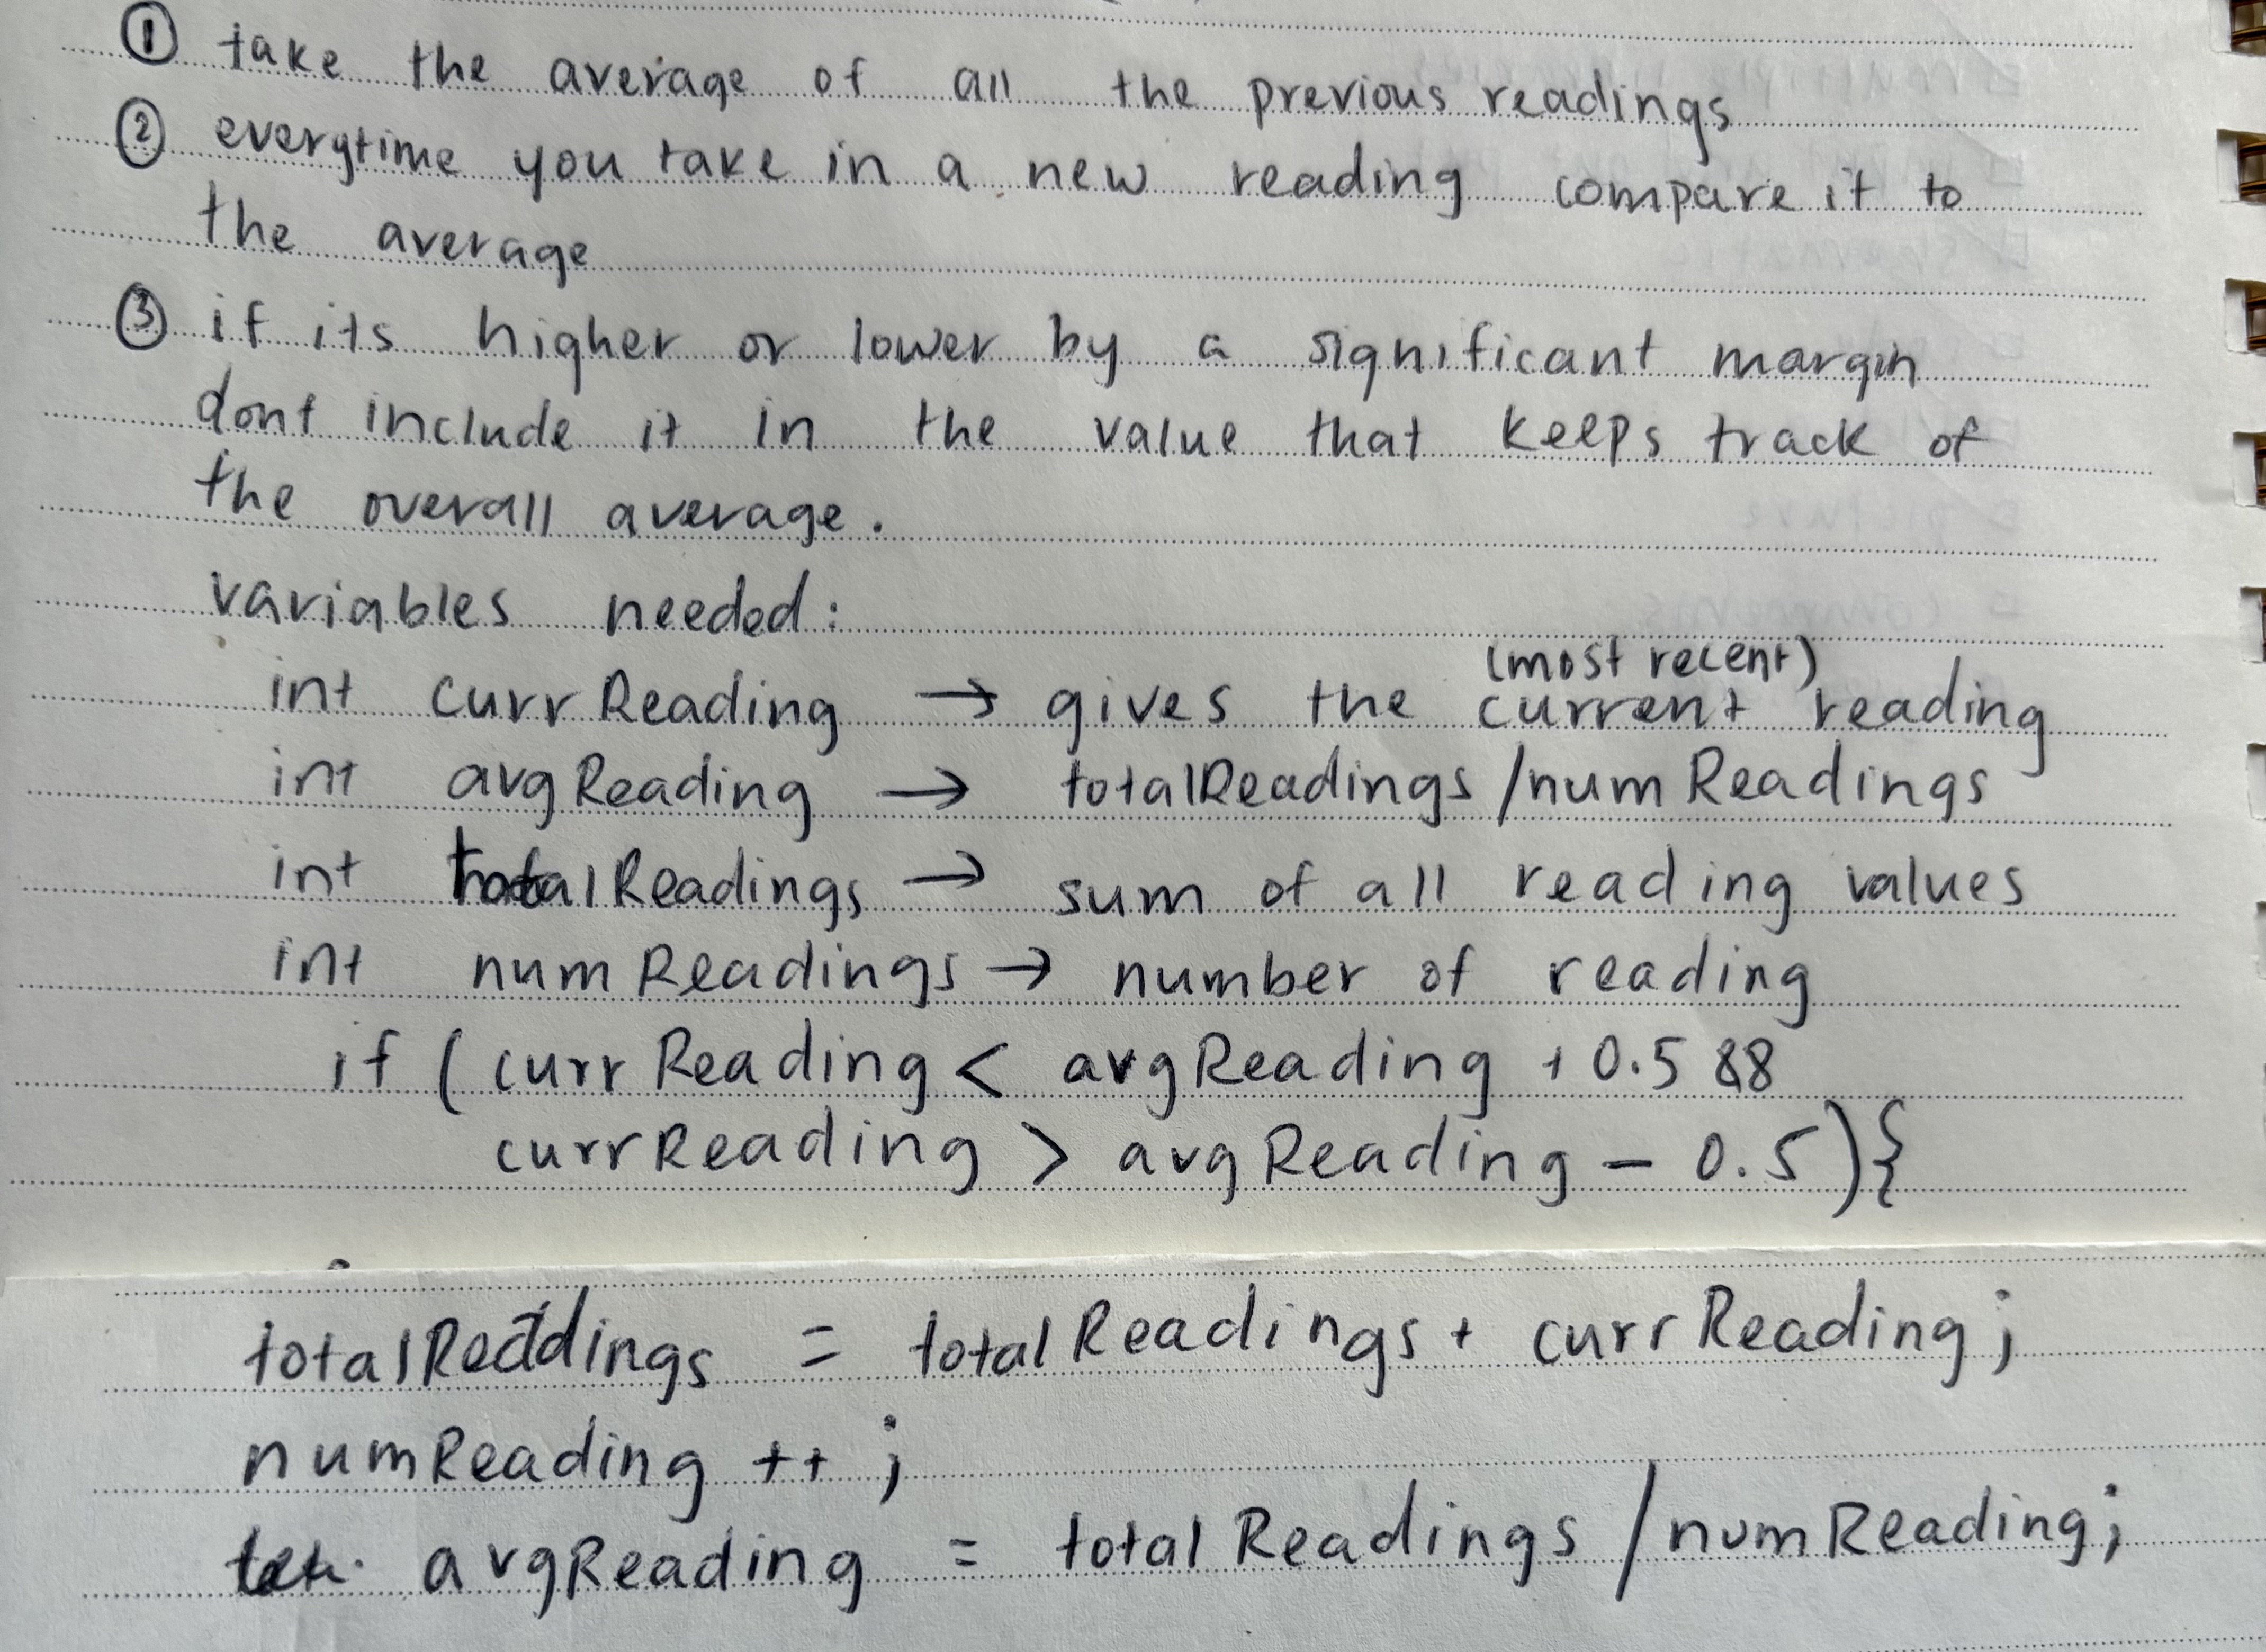 ① take the average of all the previous readings
② everytime you take in a new reading compare it to
the average
③ if its higher or lower by a significant margin
dont include it in the value that keeps track of
the overall average.
variables needed:
(most recent)
int currReading → gives the current reading
int avgReading → totalReadings/numReadings
int totalReadings → sum of all reading values
int numReadings → number of reading
if (currReading < avgReading + 0.5 &&
currReading > avgReading - 0.5){
totalReadings = totalReadings + currReading;
numReading ++;
avgReading = totalReadings / numReading;